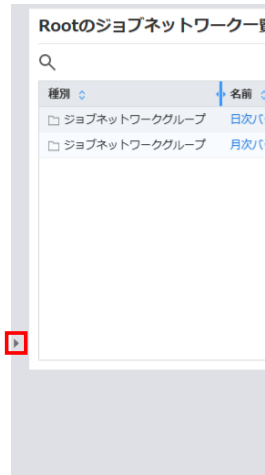 Rootのジョブネットワーク一
種別 名前
ジョブネットワークグループ 日次バ
ジョブネットワークグループ 月次バ